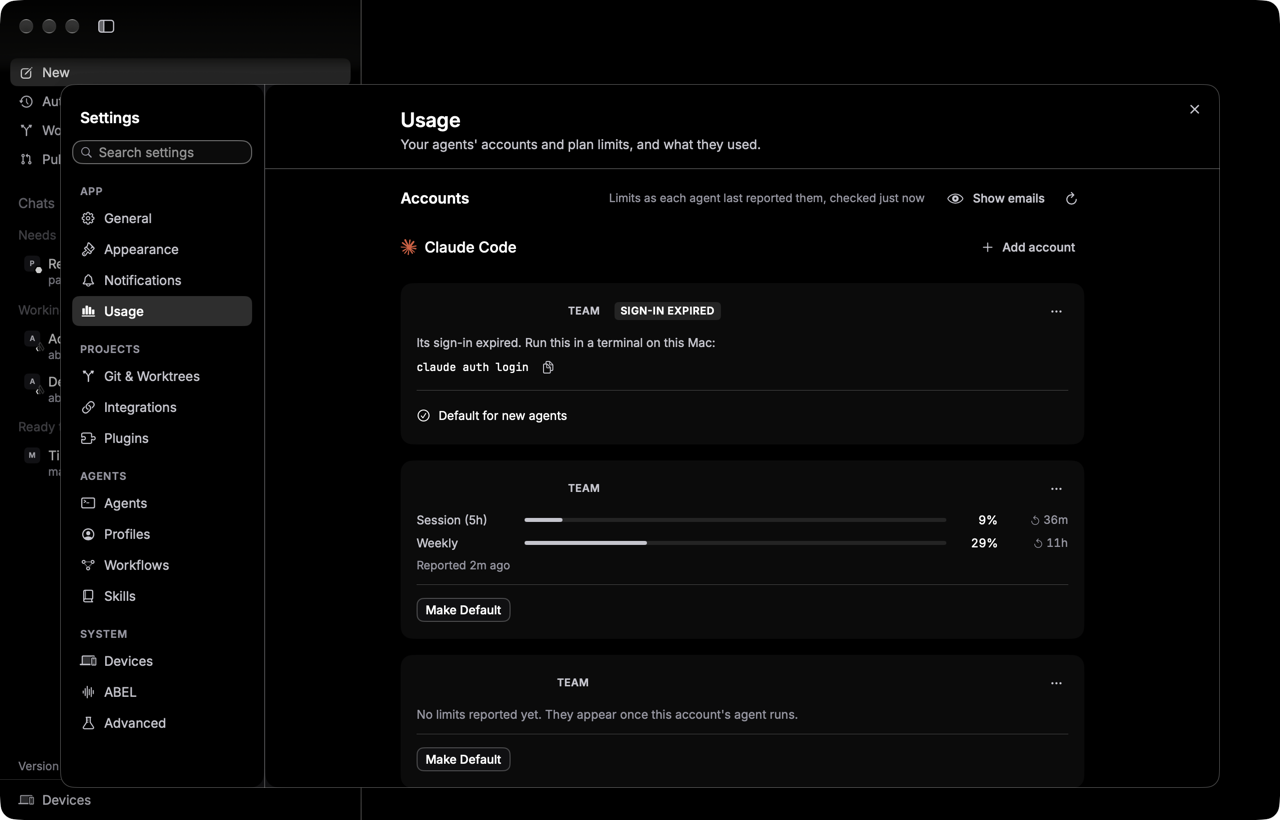 New
Settings
Search settings
APP
General
Appearance
Notifications
Usage
PROJECTS
Git & Worktrees
Integrations
Plugins
AGENTS
Agents
Profiles
Workflows
Skills
SYSTEM
Devices
ABEL
Advanced
Chats
Needs
Ready
Version
Devices
Usage
Your agents' accounts and plan limits, and what they used.
Accounts
Limits as each agent last reported them, checked just now
Show emails
Claude Code
Add account
TEAM SIGN-IN EXPIRED
Its sign-in expired. Run this in a terminal on this Mac:
claude auth login
Default for new agents
TEAM
Session (5h) 9% 36m
Weekly 29% 11h
Reported 2m ago
Make Default
TEAM
No limits reported yet. They appear once this account's agent runs.
Make Default